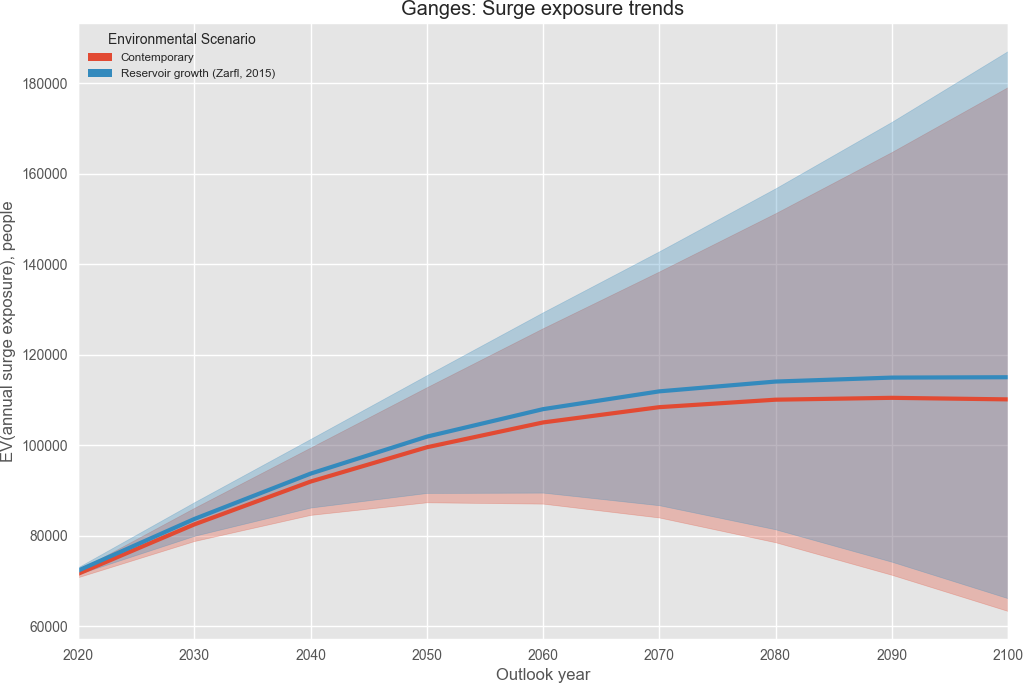 Ganges: Surge exposure trends
Environmental Scenario
Contemporary
Reservoir growth (Zarfl, 2015)
EV(annual surge exposure), people
180000
160000
140000
120000
100000
80000
60000
2020 2030 2040 2050 2060 2070 2080 2090 2100
Outlook year